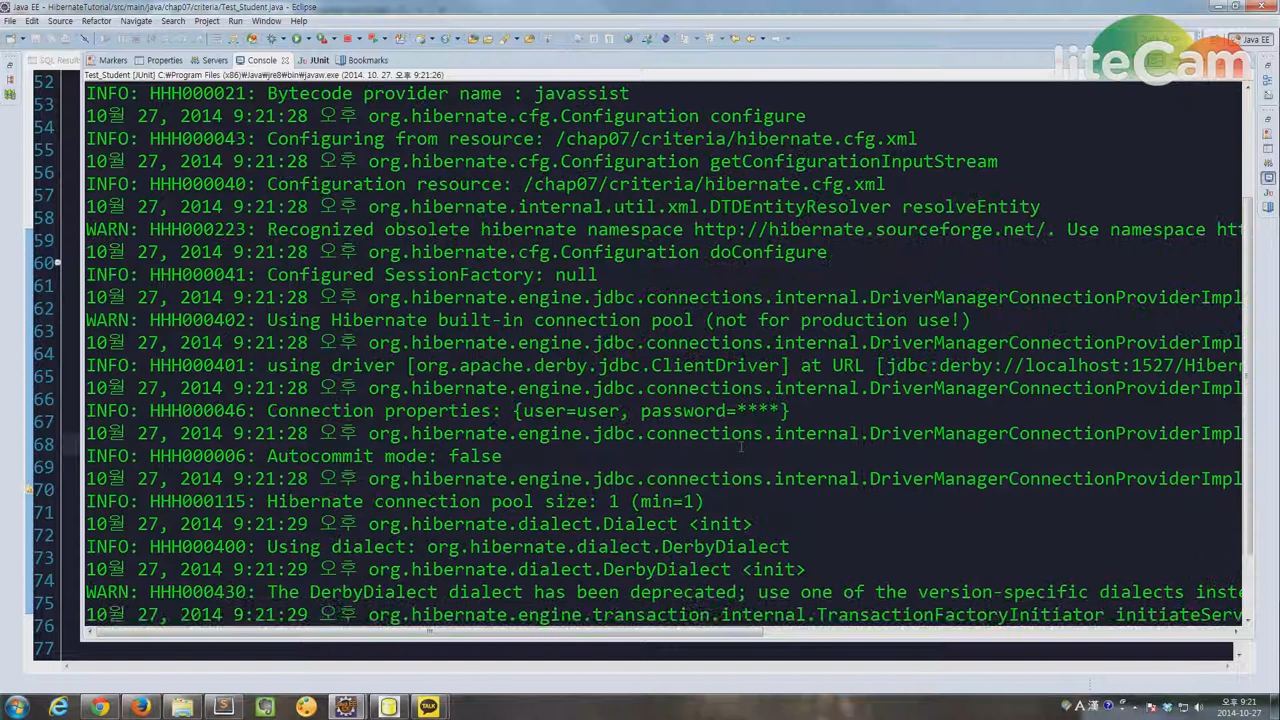 Java EE - HibernateTutorial/src/main/java/chap07/criteria/Test_Student.java - Eclipse
File Edit Source Refactor Navigate Search Project Run Window Help
Java EE
liteCam
SQL Results Markers Properties Servers Console JUnit Bookmarks
Test_Student [JUnit] C:₩Program Files (x86)₩Java₩jre8₩bin₩javaw.exe (2014. 10. 27. 오후 9:21:26)
52
53 INFO: HHH000021: Bytecode provider name : javassist
54 10월 27, 2014 9:21:28 오후 org.hibernate.cfg.Configuration configure
55 INFO: HHH000043: Configuring from resource: /chap07/criteria/hibernate.cfg.xml
56 10월 27, 2014 9:21:28 오후 org.hibernate.cfg.Configuration getConfigurationInputStream
57 INFO: HHH000040: Configuration resource: /chap07/criteria/hibernate.cfg.xml
58 10월 27, 2014 9:21:28 오후 org.hibernate.internal.util.xml.DTDEntityResolver resolveEntity
59 WARN: HHH000223: Recognized obsolete hibernate namespace http://hibernate.sourceforge.net/. Use namespace htt
60 10월 27, 2014 9:21:28 오후 org.hibernate.cfg.Configuration doConfigure
61 INFO: HHH000041: Configured SessionFactory: null
62 10월 27, 2014 9:21:28 오후 org.hibernate.engine.jdbc.connections.internal.DriverManagerConnectionProviderImpl
63 WARN: HHH000402: Using Hibernate built-in connection pool (not for production use!)
64 10월 27, 2014 9:21:28 오후 org.hibernate.engine.jdbc.connections.internal.DriverManagerConnectionProviderImpl
65 INFO: HHH000401: using driver [org.apache.derby.jdbc.ClientDriver] at URL [jdbc:derby://localhost:1527/Hibern
66 10월 27, 2014 9:21:28 오후 org.hibernate.engine.jdbc.connections.internal.DriverManagerConnectionProviderImpl
67 INFO: HHH000046: Connection properties: {user=user, password=****}
68 10월 27, 2014 9:21:28 오후 org.hibernate.engine.jdbc.connections.internal.DriverManagerConnectionProviderImpl
69 INFO: HHH000006: Autocommit mode: false
70 10월 27, 2014 9:21:28 오후 org.hibernate.engine.jdbc.connections.internal.DriverManagerConnectionProviderImpl
71 INFO: HHH000115: Hibernate connection pool size: 1 (min=1)
72 10월 27, 2014 9:21:29 오후 org.hibernate.dialect.Dialect <init>
73 INFO: HHH000400: Using dialect: org.hibernate.dialect.DerbyDialect
74 10월 27, 2014 9:21:29 오후 org.hibernate.dialect.DerbyDialect <init>
75 WARN: HHH000430: The DerbyDialect dialect has been deprecated; use one of the version-specific dialects inste
76 10월 27, 2014 9:21:29 오후 org.hibernate.engine.transaction.internal.TransactionFactoryInitiator initiateServ
77
TALK
A 漢
오후 9:21
2014-10-27